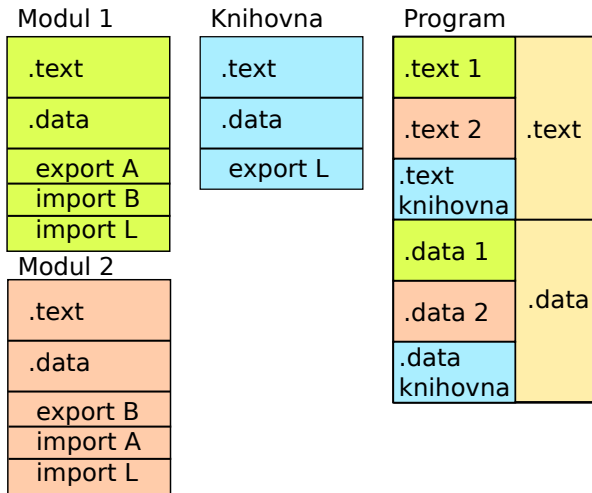 Modul 1
.text
.data
export A
import B
import L
Modul 2
.text
.data
export B
import A
import L
Knihovna
.text
.data
export L
Program
.text 1
.text 2
.text
knihovna
.data 1
.data 2
.data
knihovna
.text
.data